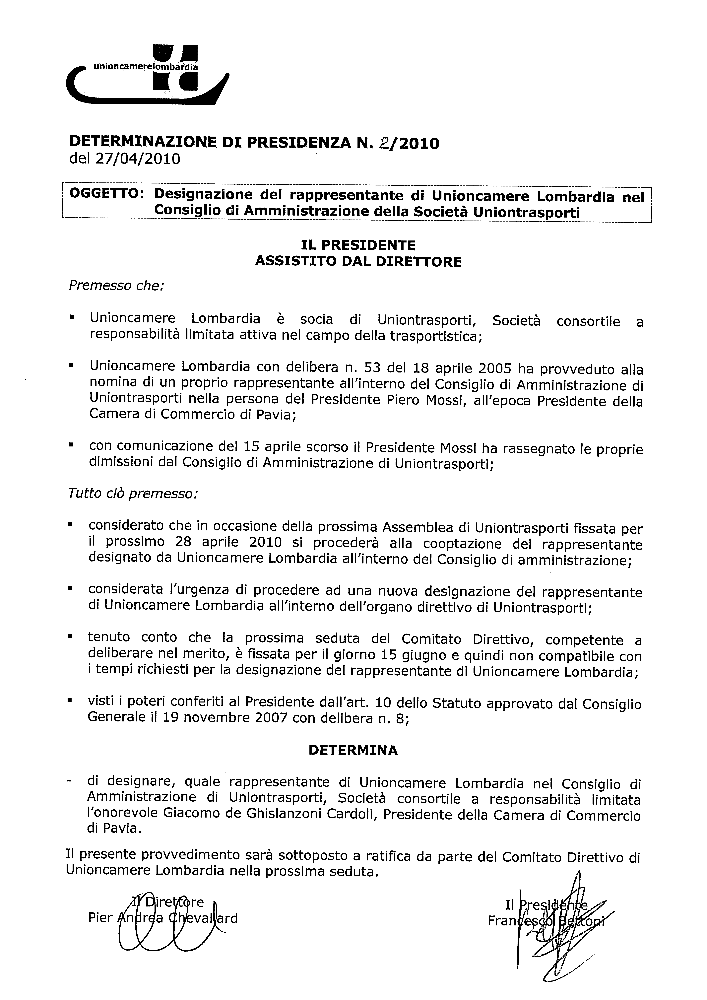 unioncamerelombardia
DETERMINAZIONE DI PRESIDENZA N. 2/2010
del 27/04/2010
OGGETTO: Designazione del rappresentante di Unioncamere Lombardia nel
Consiglio di Amministrazione della Società Uniontrasporti
IL PRESIDENTE
ASSISTITO DAL DIRETTORE
Premesso che:
▪ Unioncamere Lombardia è socia di Uniontrasporti, Società consortile a
responsabilità limitata attiva nel campo della trasportistica;
▪ Unioncamere Lombardia con delibera n. 53 del 18 aprile 2005 ha provveduto alla
nomina di un proprio rappresentante all'interno del Consiglio di Amministrazione di
Uniontrasporti nella persona del Presidente Piero Mossi, all'epoca Presidente della
Camera di Commercio di Pavia;
▪ con comunicazione del 15 aprile scorso il Presidente Mossi ha rassegnato le proprie
dimissioni dal Consiglio di Amministrazione di Uniontrasporti;
Tutto ciò premesso:
▪ considerato che in occasione della prossima Assemblea di Uniontrasporti fissata per
il prossimo 28 aprile 2010 si procederà alla cooptazione del rappresentante
designato da Unioncamere Lombardia all'interno del Consiglio di amministrazione;
▪ considerata l'urgenza di procedere ad una nuova designazione del rappresentante
di Unioncamere Lombardia all'interno dell'organo direttivo di Uniontrasporti;
▪ tenuto conto che la prossima seduta del Comitato Direttivo, competente a
deliberare nel merito, è fissata per il giorno 15 giugno e quindi non compatibile con
i tempi richiesti per la designazione del rappresentante di Unioncamere Lombardia;
▪ visti i poteri conferiti al Presidente dall'art. 10 dello Statuto approvato dal Consiglio
Generale il 19 novembre 2007 con delibera n. 8;
DETERMINA
- di designare, quale rappresentante di Unioncamere Lombardia nel Consiglio di
Amministrazione di Uniontrasporti, Società consortile a responsabilità limitata
l'onorevole Giacomo de Ghislanzoni Cardoli, Presidente della Camera di Commercio
di Pavia.
Il presente provvedimento sarà sottoposto a ratifica da parte del Comitato Direttivo di
Unioncamere Lombardia nella prossima seduta.
Il Direttore
Pier Andrea Chevallard
Il Presidente
Francesco Bettoni